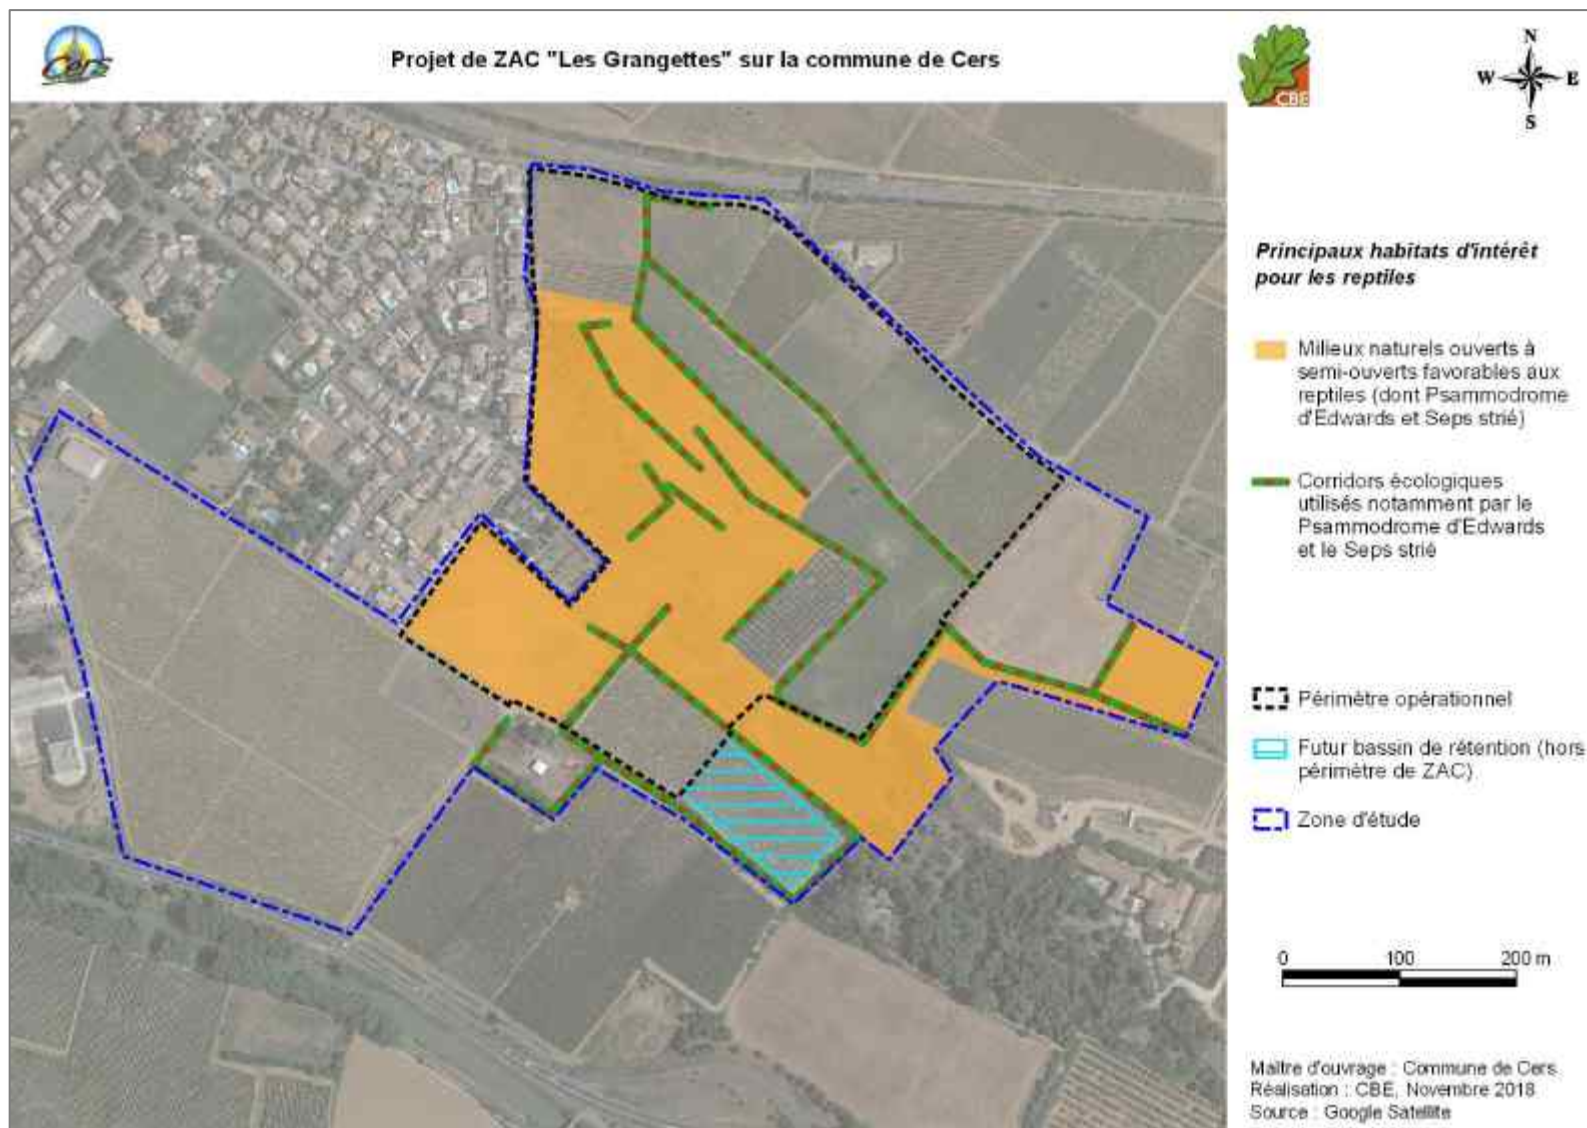 Cers
Projet de ZAC "Les Grangettes" sur la commune de Cers
CBE
N
W E
S
Principaux habitats d'intérêt
pour les reptiles
Milieux naturels ouverts à
semi-ouverts favorables aux
reptiles (dont Psammodrome
d'Edwards et Seps strié)
Corridors écologiques
utilisés notamment par le
Psammodrome d'Edwards
et le Seps strié
Périmètre opérationnel
Futur bassin de rétention (hors
périmètre de ZAC)
Zone d'étude
0 100 200 m
Maître d'ouvrage : Commune de Cers
Réalisation : CBE, Novembre 2018
Source : Google Satellite